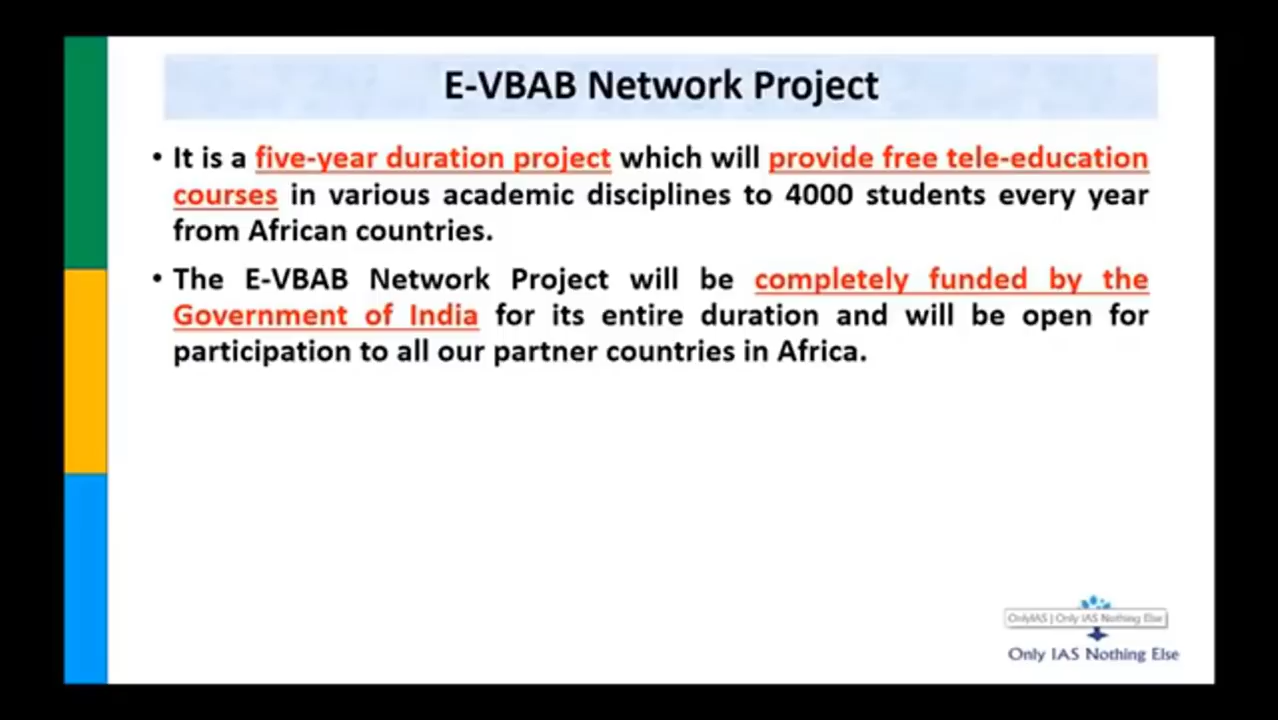 E-VBAB Network Project
• It is a five-year duration project which will provide free tele-education
courses in various academic disciplines to 4000 students every year
from African countries.
• The E-VBAB Network Project will be completely funded by the
Government of India for its entire duration and will be open for
participation to all our partner countries in Africa.
OnlyIAS | Only IAS Nothing Else
Only IAS Nothing Else